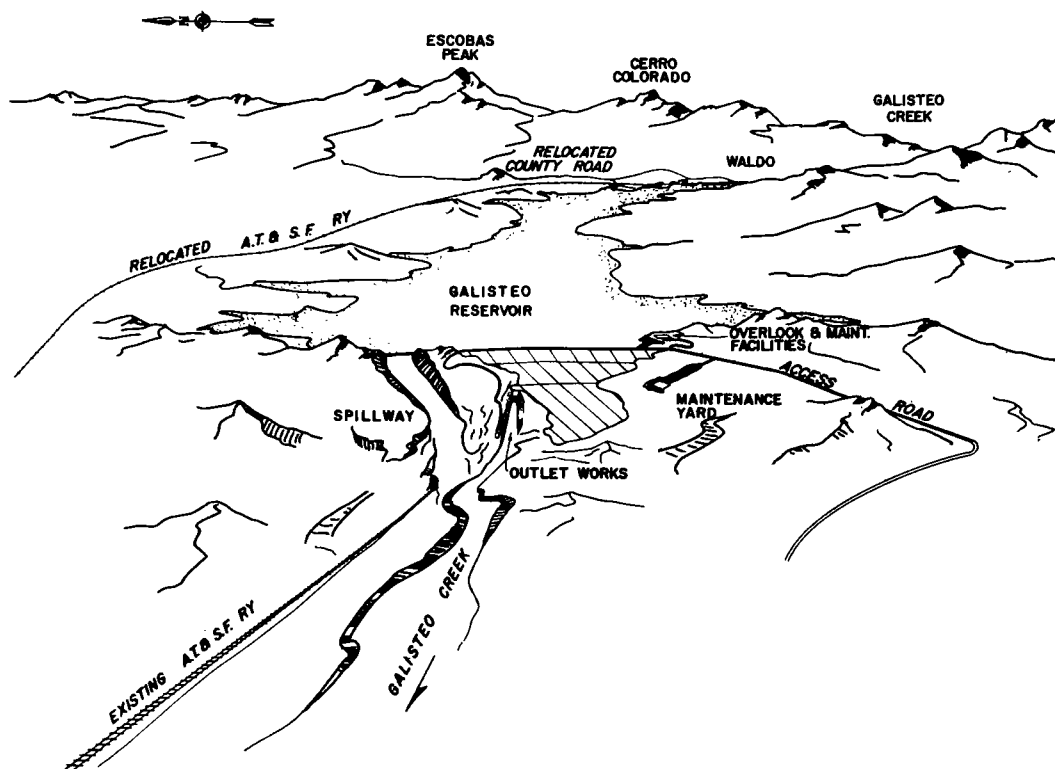 N
ESCOBAS
PEAK
CERRO
COLORADO
GALISTEO
CREEK
RELOCATED
COUNTY ROAD
WALDO
RELOCATED A.T. & S.F. RY
GALISTEO
RESERVOIR
OVERLOOK & MAINT.
FACILITIES
ACCESS ROAD
SPILLWAY
MAINTENANCE
YARD
OUTLET WORKS
EXISTING A.T. & S.F. RY
GALISTEO CREEK